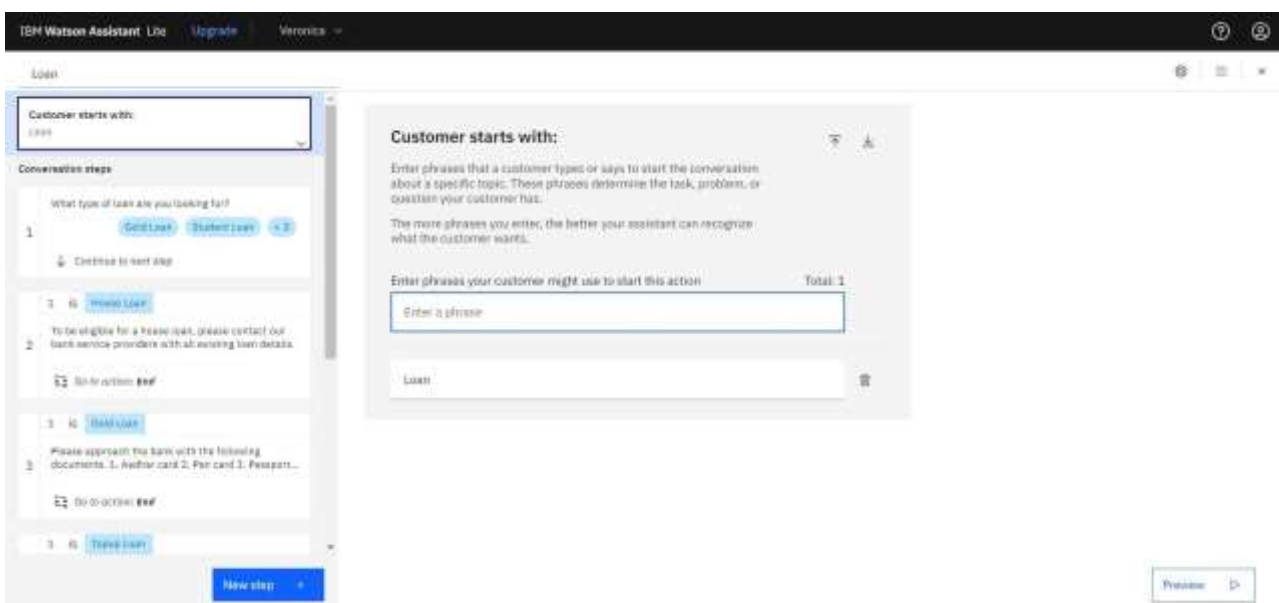 IBM Watson Assistant Lite Upgrade Veronica
Loan
Customer starts with:
Loan
Conversation steps
What type of loan are you looking for?
1
Gold Loan Student Loan + 3
Continue to next step
1 is House Loan
2
To be eligible for a house loan, please contact our
bank service providers with all existing loan details.
Go to action: End
1 is Gold Loan
3
Please approach the bank with the following
documents. 1. Aadhar card 2. Pan card 3. Passport...
Go to action: End
1 is
New step +
Customer starts with:
Enter phrases that a customer types or says to start the conversation
about a specific topic. These phrases determine the task, problem, or
question your customer has.
The more phrases you enter, the better your assistant can recognize
what the customer wants.
Enter phrases your customer might use to start this action Total: 1
Enter a phrase
Loan
Preview